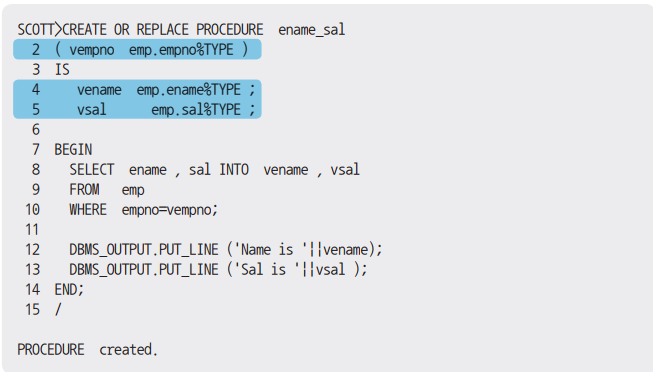 SCOTT>CREATE OR REPLACE PROCEDURE ename_sal
2 ( vempno emp.empno%TYPE )
3 IS
4 vename emp.ename%TYPE ;
5 vsal emp.sal%TYPE ;
6
7 BEGIN
8 SELECT ename , sal INTO vename , vsal
9 FROM emp
10 WHERE empno=vempno;
11
12 DBMS_OUTPUT.PUT_LINE ('Name is '||vename);
13 DBMS_OUTPUT.PUT_LINE ('Sal is '||vsal );
14 END;
15 /
PROCEDURE created.